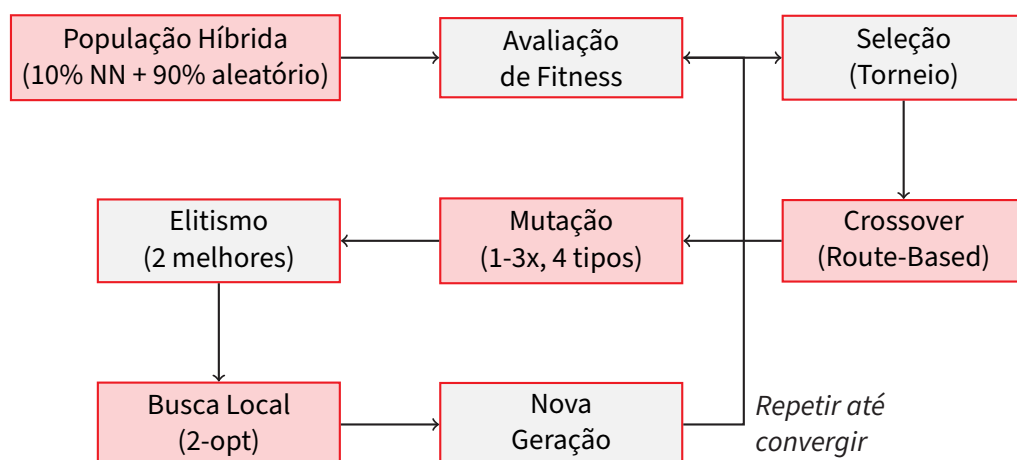 População Híbrida
(10% NN + 90% aleatório)
Avaliação
de Fitness
Seleção
(Torneio)
Crossover
(Route-Based)
Mutação
(1-3x, 4 tipos)
Elitismo
(2 melhores)
Busca Local
(2-opt)
Nova
Geração
Repetir até
convergir